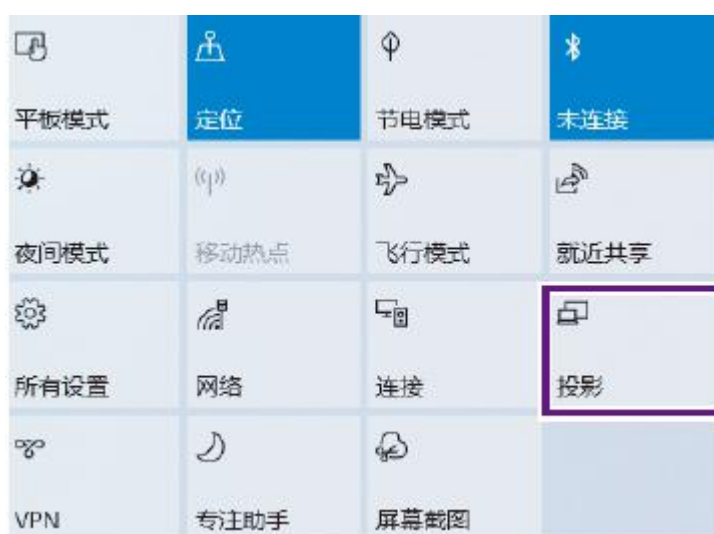 平板模式
定位
节电模式
未连接
夜间模式
移动热点
飞行模式
就近共享
所有设置
网络
连接
投影
VPN
专注助手
屏幕截图